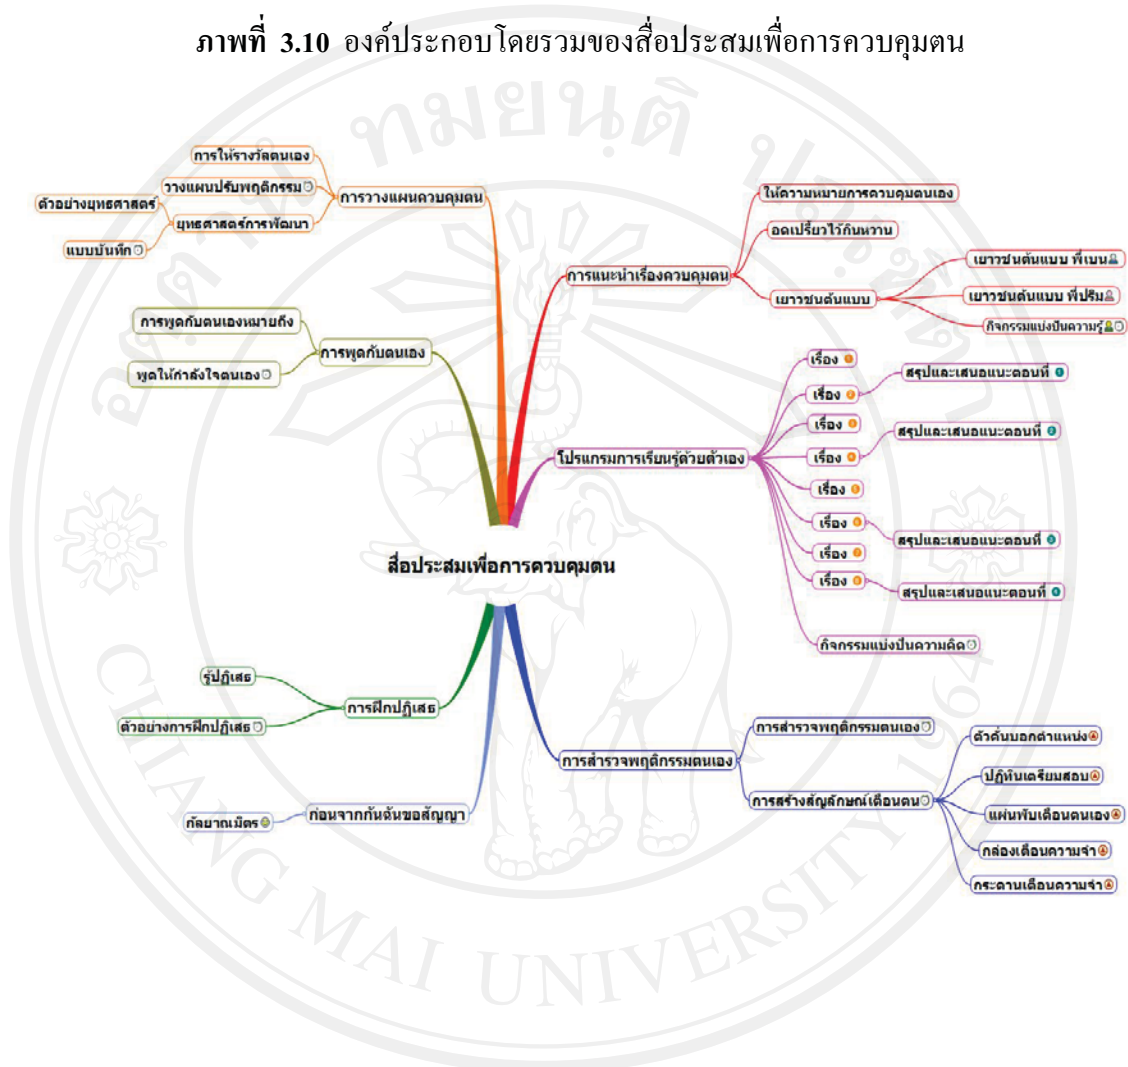 ภาพที่ 3.10 องค์ประกอบโดยรวมของสื่อประสมเพื่อการควบคุมตน
สื่อประสมเพื่อการควบคุมตน
การแนะนำเรื่องควบคุมตน
ให้ความหมายการควบคุมตนเอง
อดเปรี้ยวไว้กินหวาน
เยาวชนต้นแบบ
เยาวชนต้นแบบ พี่เบน
เยาวชนต้นแบบ พี่ปริม
กิจกรรมแบ่งปันความรู้
โปรแกรมการเรียนรู้ด้วยตัวเอง
เรื่อง 1
เรื่อง 2
สรุปและเสนอแนะตอนที่ 1
เรื่อง 3
เรื่อง 4
สรุปและเสนอแนะตอนที่ 2
เรื่อง 5
เรื่อง 6
สรุปและเสนอแนะตอนที่ 3
เรื่อง 7
เรื่อง 8
สรุปและเสนอแนะตอนที่ 4
กิจกรรมแบ่งปันความคิด
การสำรวจพฤติกรรมตนเอง
การสำรวจพฤติกรรมตนเอง
การสร้างสัญลักษณ์เตือนตน
ตัวคั่นบอกตำแหน่ง
ปฏิทินเตรียมสอบ
แผ่นพับเตือนตนเอง
กล่องเตือนความจำ
กระดานเตือนความจำ
การวางแผนควบคุมตน
การให้รางวัลตนเอง
วางแผนปรับพฤติกรรม
ยุทธศาสตร์การพัฒนา
ตัวอย่างยุทธศาสตร์
แบบบันทึก
การพูดกับตนเอง
การพูดกับตนเองหมายถึง
พูดให้กำลังใจตนเอง
การฝึกปฏิเสธ
รู้ปฏิเสธ
ตัวอย่างการฝึกปฏิเสธ
ก่อนจากกันฉันขอสัญญา
กัลยาณมิตร
อตฺตานํ ทมยนฺติ ปณฺฑิตา
CHIANG MAI UNIVERSITY 1964